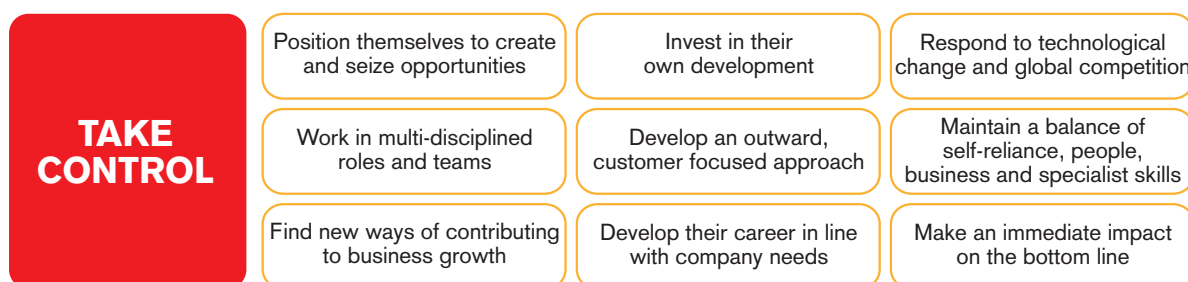 TAKE
CONTROL
Position themselves to create
and seize opportunities
Invest in their
own development
Respond to technological
change and global competition
Work in multi-disciplined
roles and teams
Develop an outward,
customer focused approach
Maintain a balance of
self-reliance, people,
business and specialist skills
Find new ways of contributing
to business growth
Develop their career in line
with company needs
Make an immediate impact
on the bottom line